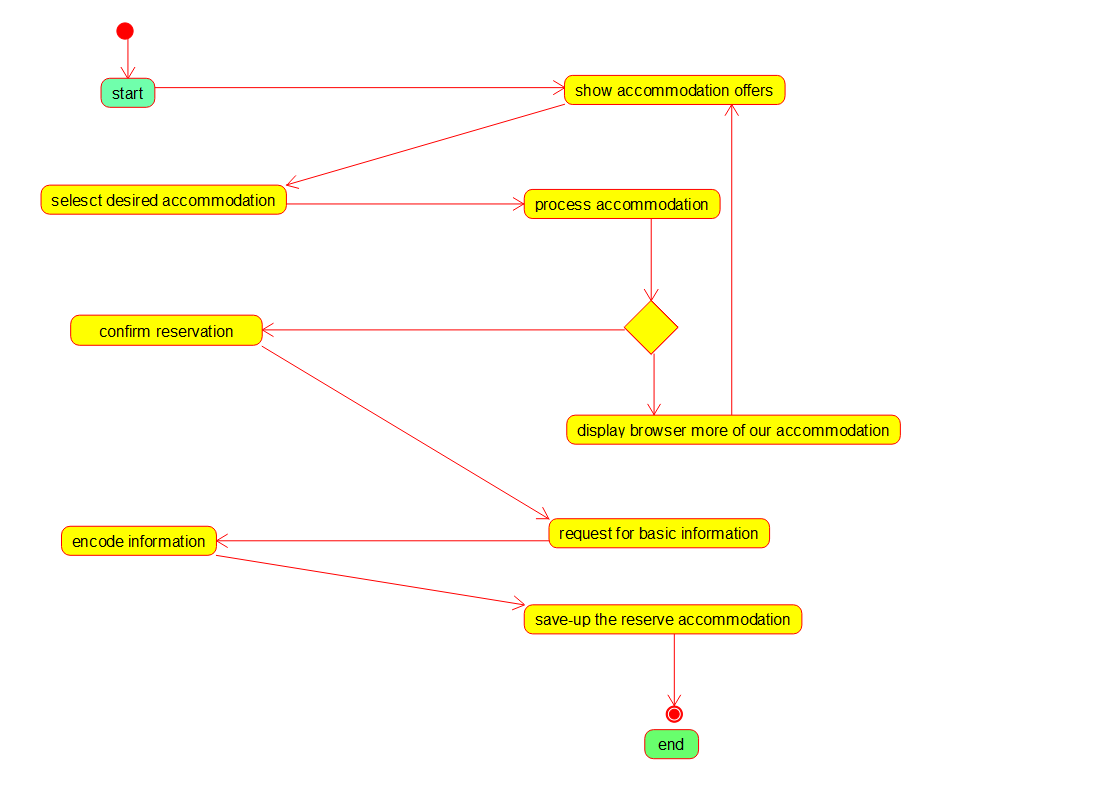 start
show accommodation offers
selesct desired accommodation
process accommodation
confirm reservation
display browser more of our accommodation
request for basic information
encode information
save-up the reserve accommodation
end